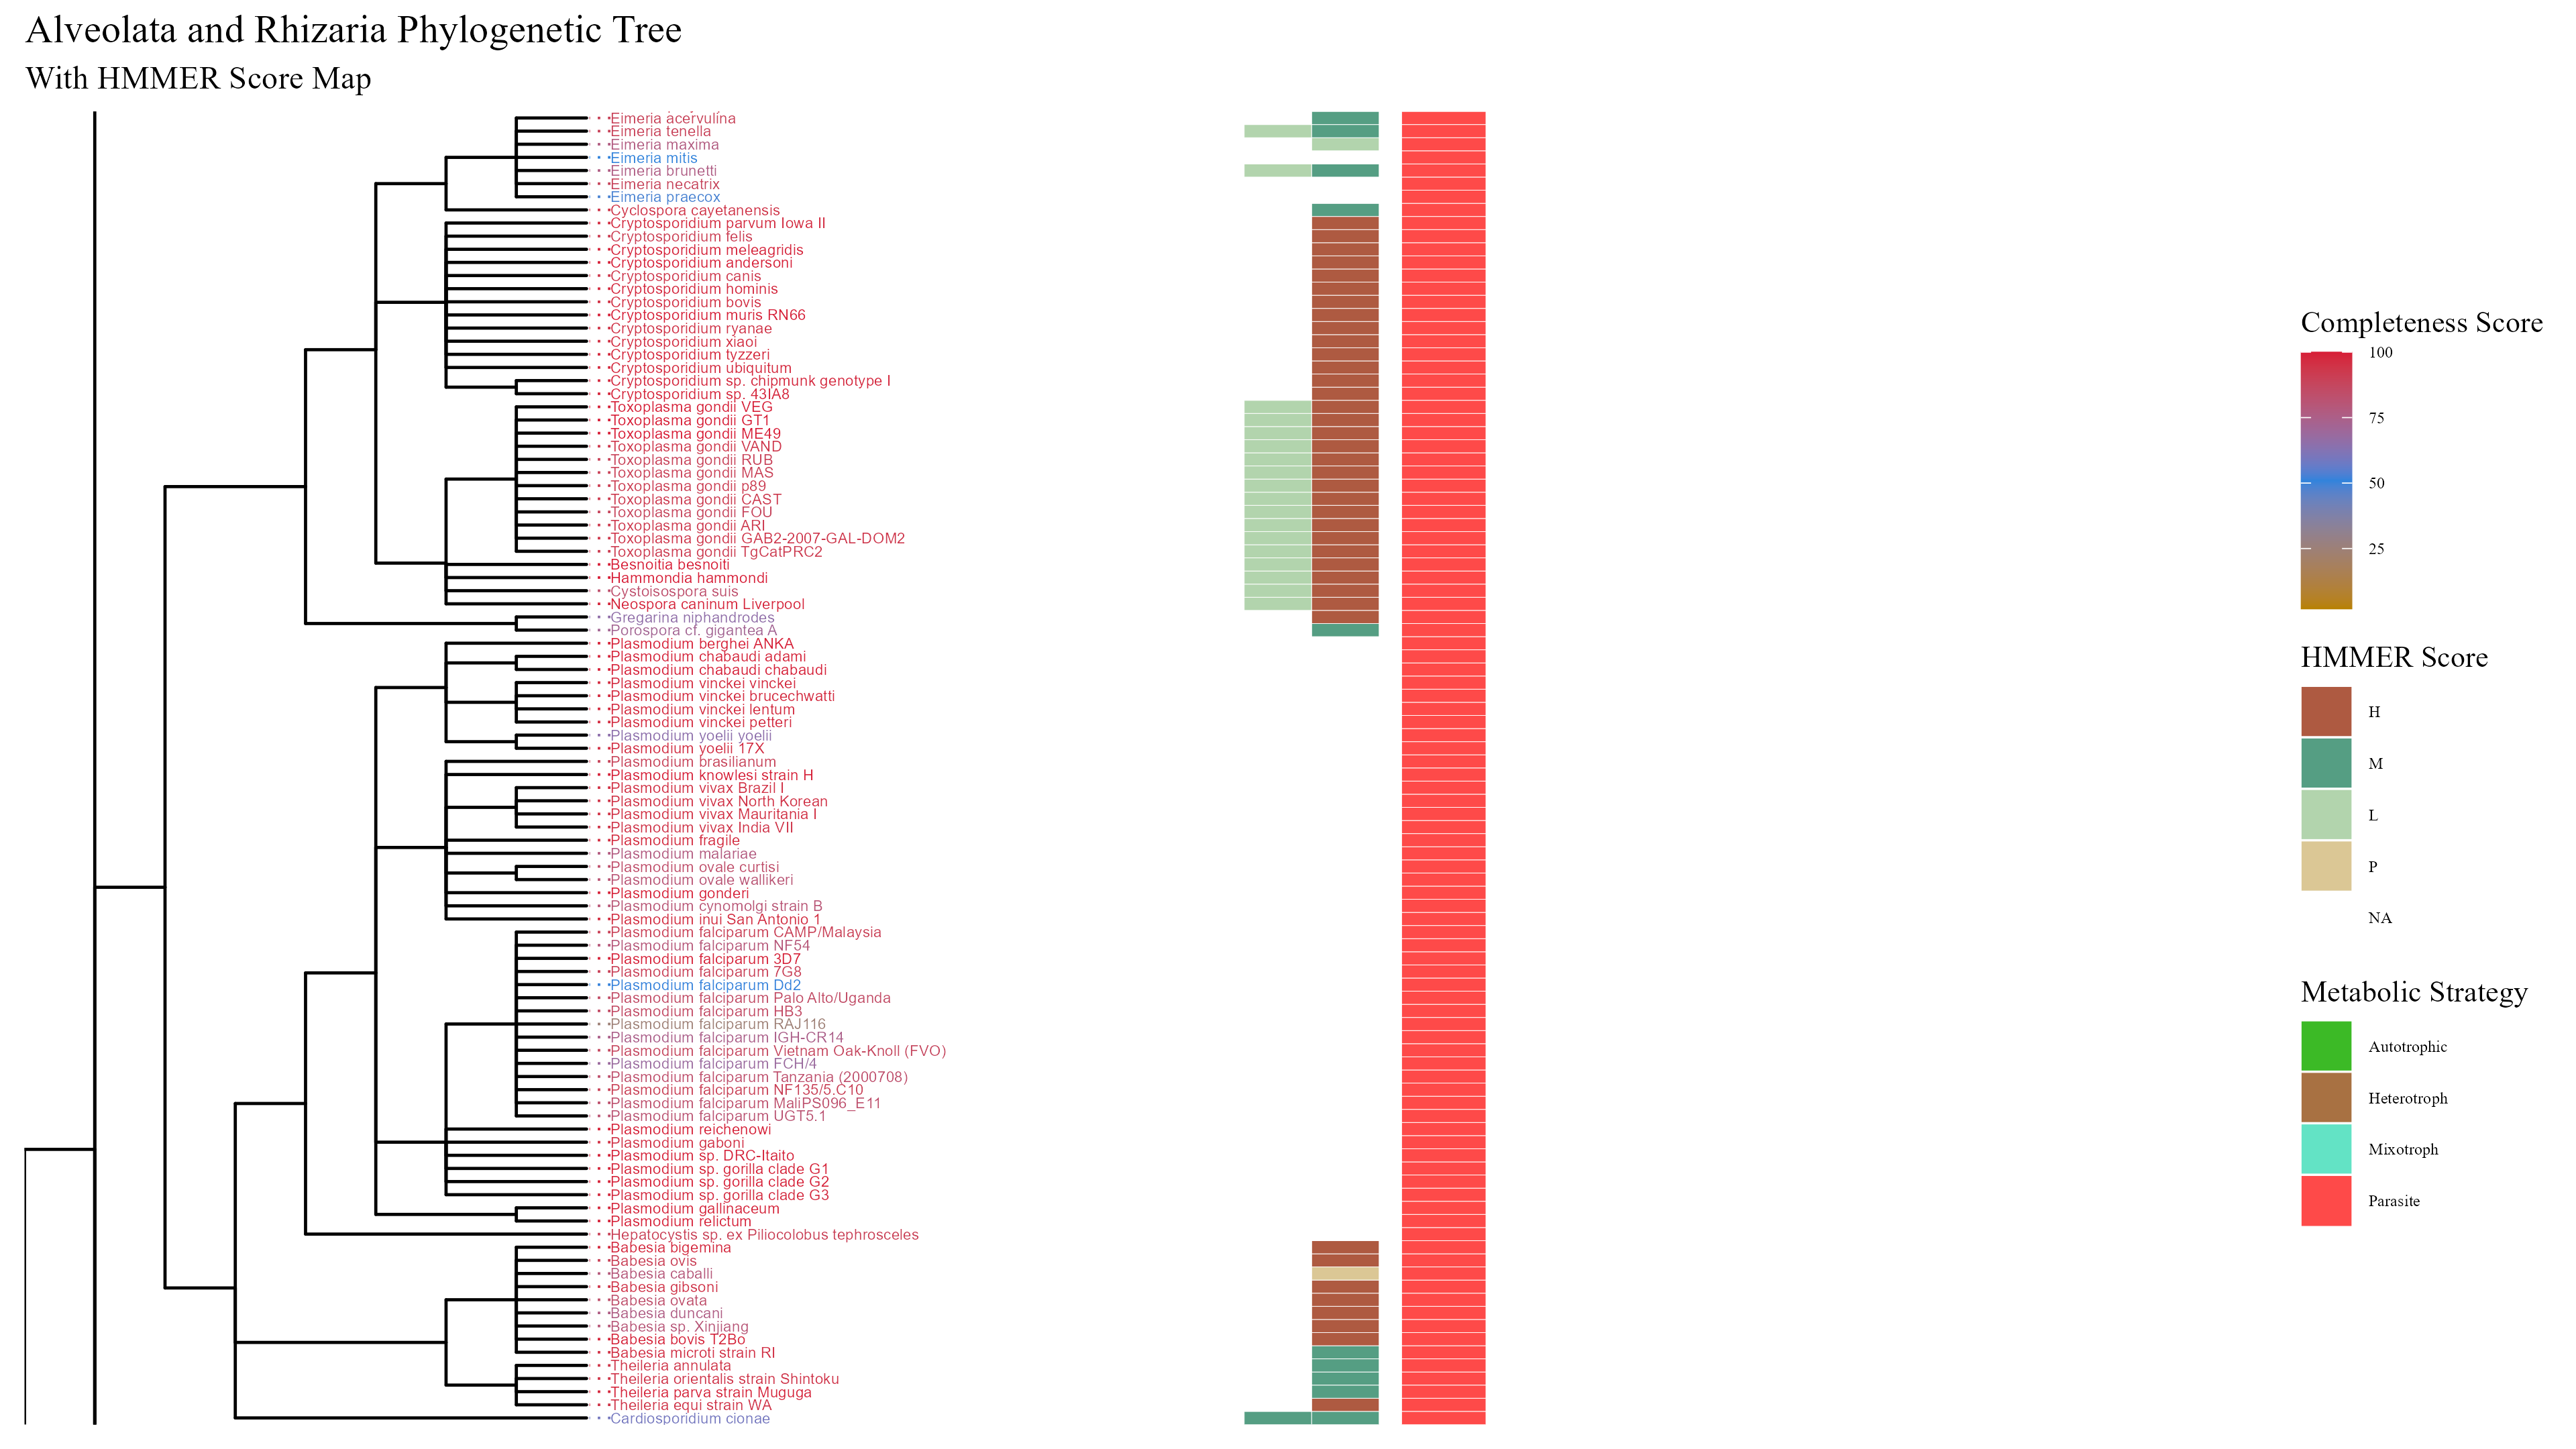 Alveolata and Rhizaria Phylogenetic Tree
With HMMER Score Map
Eimeria acervulina
Eimeria tenella
Eimeria maxima
Eimeria mitis
Eimeria brunetti
Eimeria necatrix
Eimeria praecox
Cyclospora cayetanensis
Cryptosporidium parvum Iowa II
Cryptosporidium felis
Cryptosporidium meleagridis
Cryptosporidium andersoni
Cryptosporidium canis
Cryptosporidium hominis
Cryptosporidium bovis
Cryptosporidium muris RN66
Cryptosporidium ryanae
Cryptosporidium xiaoi
Cryptosporidium tyzzeri
Cryptosporidium ubiquitum
Cryptosporidium sp. chipmunk genotype I
Cryptosporidium sp. 43IA8
Toxoplasma gondii VEG
Toxoplasma gondii GT1
Toxoplasma gondii ME49
Toxoplasma gondii VAND
Toxoplasma gondii RUB
Toxoplasma gondii MAS
Toxoplasma gondii p89
Toxoplasma gondii CAST
Toxoplasma gondii FOU
Toxoplasma gondii ARI
Toxoplasma gondii GAB2-2007-GAL-DOM2
Toxoplasma gondii TgCatPRC2
Besnoitia besnoiti
Hammondia hammondi
Cystoisospora suis
Neospora caninum Liverpool
Gregarina niphandrodes
Porospora cf. gigantea A
Plasmodium berghei ANKA
Plasmodium chabaudi adami
Plasmodium chabaudi chabaudi
Plasmodium vinckei vinckei
Plasmodium vinckei brucechwatti
Plasmodium vinckei lentum
Plasmodium vinckei petteri
Plasmodium yoelii yoelii
Plasmodium yoelii 17X
Plasmodium brasilianum
Plasmodium knowlesi strain H
Plasmodium vivax Brazil I
Plasmodium vivax North Korean
Plasmodium vivax Mauritania I
Plasmodium vivax India VII
Plasmodium fragile
Plasmodium malariae
Plasmodium ovale curtisi
Plasmodium ovale wallikeri
Plasmodium gonderi
Plasmodium cynomolgi strain B
Plasmodium inui San Antonio 1
Plasmodium falciparum CAMP/Malaysia
Plasmodium falciparum NF54
Plasmodium falciparum 3D7
Plasmodium falciparum 7G8
Plasmodium falciparum Dd2
Plasmodium falciparum Palo Alto/Uganda
Plasmodium falciparum HB3
Plasmodium falciparum RAJ116
Plasmodium falciparum IGH-CR14
Plasmodium falciparum Vietnam Oak-Knoll (FVO)
Plasmodium falciparum FCH/4
Plasmodium falciparum Tanzania (2000708)
Plasmodium falciparum NF135/5.C10
Plasmodium falciparum MaliPS096_E11
Plasmodium falciparum UGT5.1
Plasmodium reichenowi
Plasmodium gaboni
Plasmodium sp. DRC-Itaito
Plasmodium sp. gorilla clade G1
Plasmodium sp. gorilla clade G2
Plasmodium sp. gorilla clade G3
Plasmodium gallinaceum
Plasmodium relictum
Hepatocystis sp. ex Piliocolobus tephrosceles
Babesia bigemina
Babesia ovis
Babesia caballi
Babesia gibsoni
Babesia ovata
Babesia duncani
Babesia sp. Xinjiang
Babesia bovis T2Bo
Babesia microti strain RI
Theileria annulata
Theileria orientalis strain Shintoku
Theileria parva strain Muguga
Theileria equi strain WA
Cardiosporidium cionae
Completeness Score
100
75
50
25
HMMER Score
H
M
L
P
NA
Metabolic Strategy
Autotrophic
Heterotroph
Mixotroph
Parasite